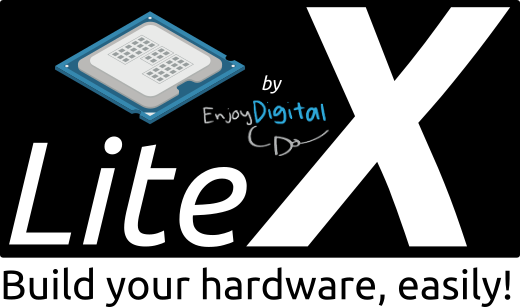 by
EnjoyDigital
LiteX
Build your hardware, easily!